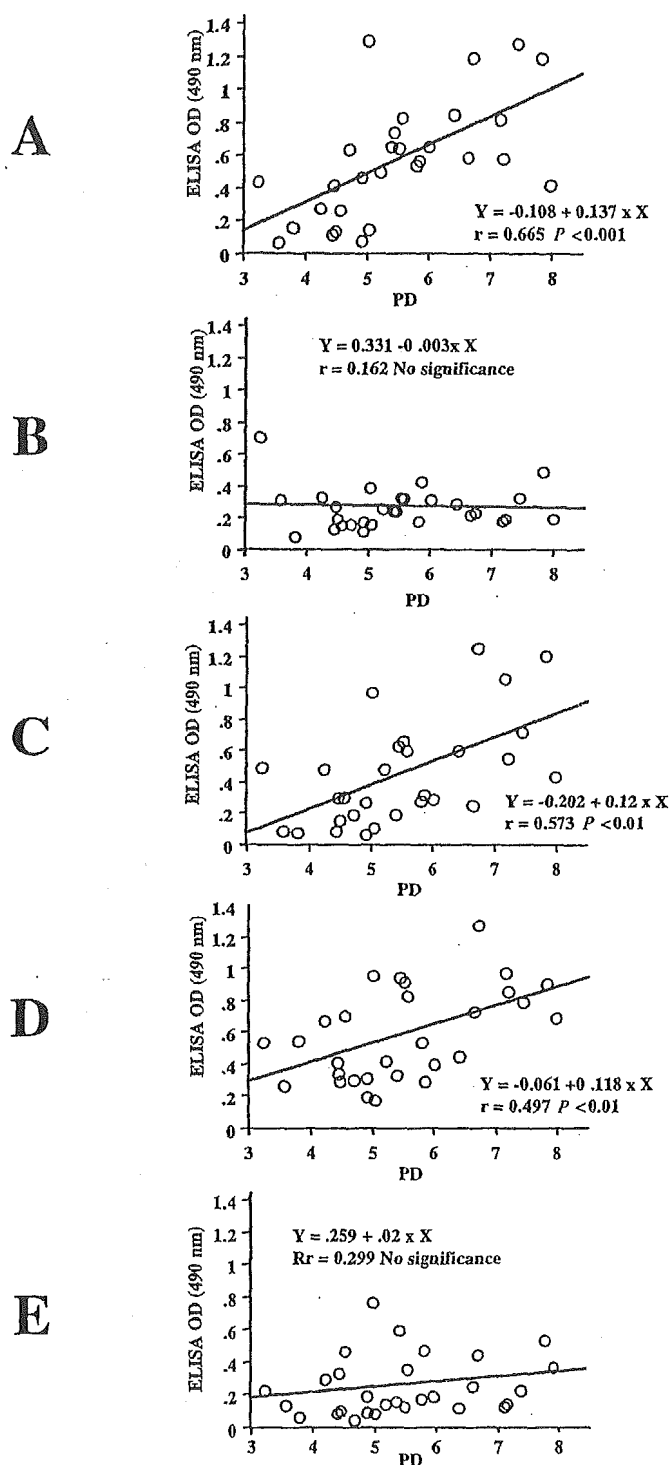 A
ELISA OD (490 nm)
1.4
1.2
1
.8
.6
.4
.2
0
Y = -0.108 + 0.137 x X
r = 0.665 P <0.001
3 4 5 6 7 8
PD
B
ELISA OD (490 nm)
1.4
1.2
1
.8
.6
.4
.2
0
Y = 0.331 -0 .003x X
r = 0.162 No significance
3 4 5 6 7 8
PD
C
ELISA OD (490 nm)
1.4
1.2
1
.8
.6
.4
.2
0
Y = -0.202 + 0.12 x X
r = 0.573 P <0.01
3 4 5 6 7 8
PD
D
ELISA OD (490 nm)
1.4
1.2
1
.8
.6
.4
.2
0
Y = -0.061 +0 .118 x X
r = 0.497 P <0.01
3 4 5 6 7 8
PD
E
ELISA OD (490 nm)
1.4
1.2
1
.8
.6
.4
.2
0
Y = .259 + .02 x X
Rr = 0.299 No significance
3 4 5 6 7 8
PD